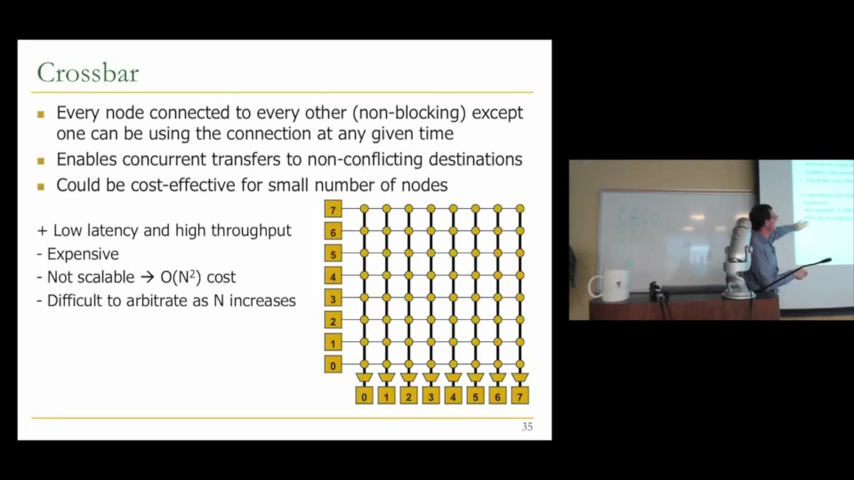 Crossbar
Every node connected to every other (non-blocking) except
one can be using the connection at any given time
Enables concurrent transfers to non-conflicting destinations
Could be cost-effective for small number of nodes
+ Low latency and high throughput
- Expensive
- Not scalable → O(N²) cost
- Difficult to arbitrate as N increases
7
6
5
4
3
2
1
0
0 1 2 3 4 5 6 7
35